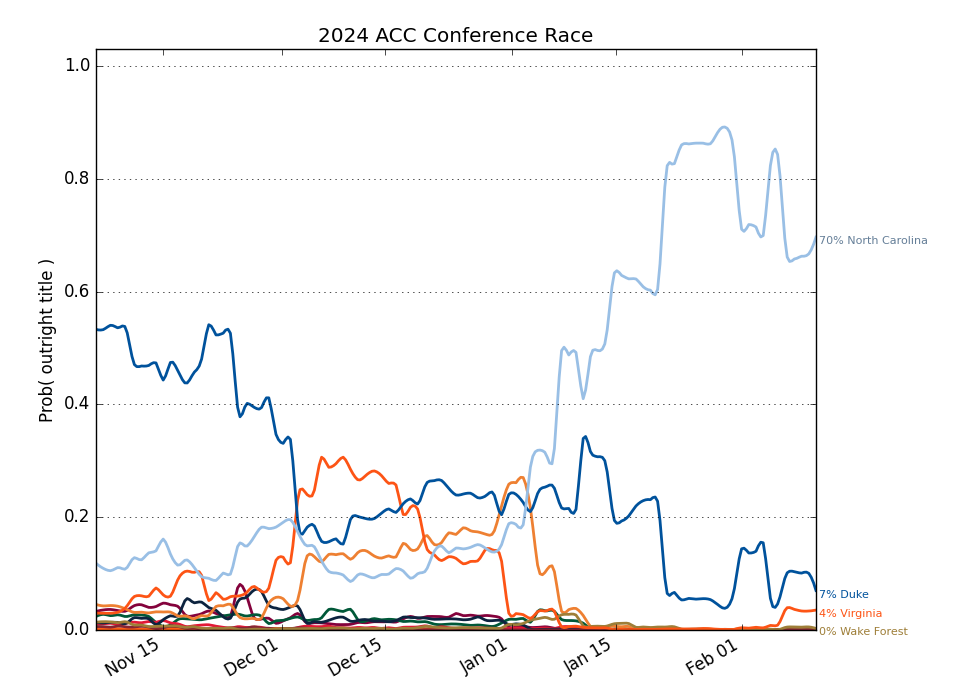 2024 ACC Conference Race
Prob( outright title )
1.0
0.8
0.6
0.4
0.2
0.0
70% North Carolina
7% Duke
4% Virginia
0% Wake Forest
Nov 15
Dec 01
Dec 15
Jan 01
Jan 15
Feb 01